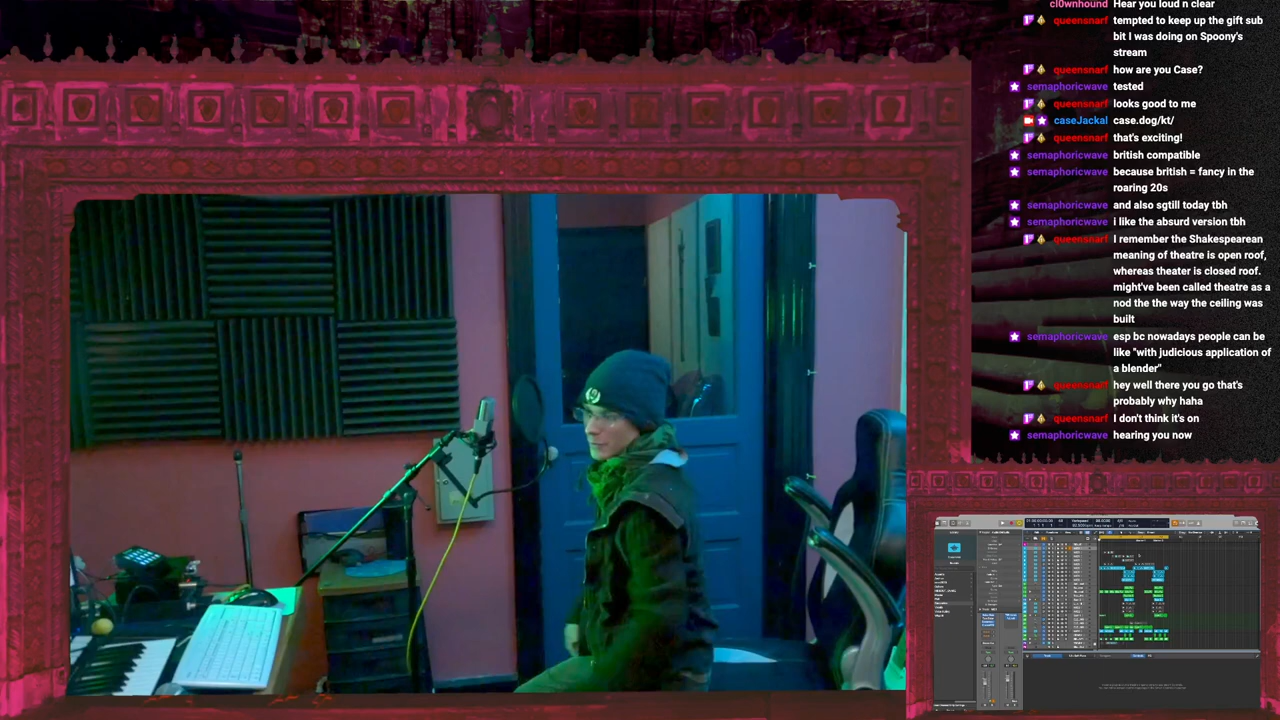 cl0wnhound Hear you loud n clear
queensnarf tempted to keep up the gift sub
bit I was doing on Spoony's
stream
queensnarf how are you Case?
semaphoricwave tested
queensnarf looks good to me
caseJackal case.dog/kt/
queensnarf that's exciting!
semaphoricwave british compatible
semaphoricwave because british = fancy in the
roaring 20s
semaphoricwave and also sgtill today tbh
semaphoricwave i like the absurd version tbh
queensnarf I remember the Shakespearean
meaning of theatre is open roof,
whereas theater is closed roof.
might've been called theatre as a
nod the the way the ceiling was
built
semaphoricwave esp bc nowadays people can be
like "with judicious application of
a blender"
queensnarf hey well there you go that's
probably why haha
queensnarf I don't think it's on
semaphoricwave hearing you now